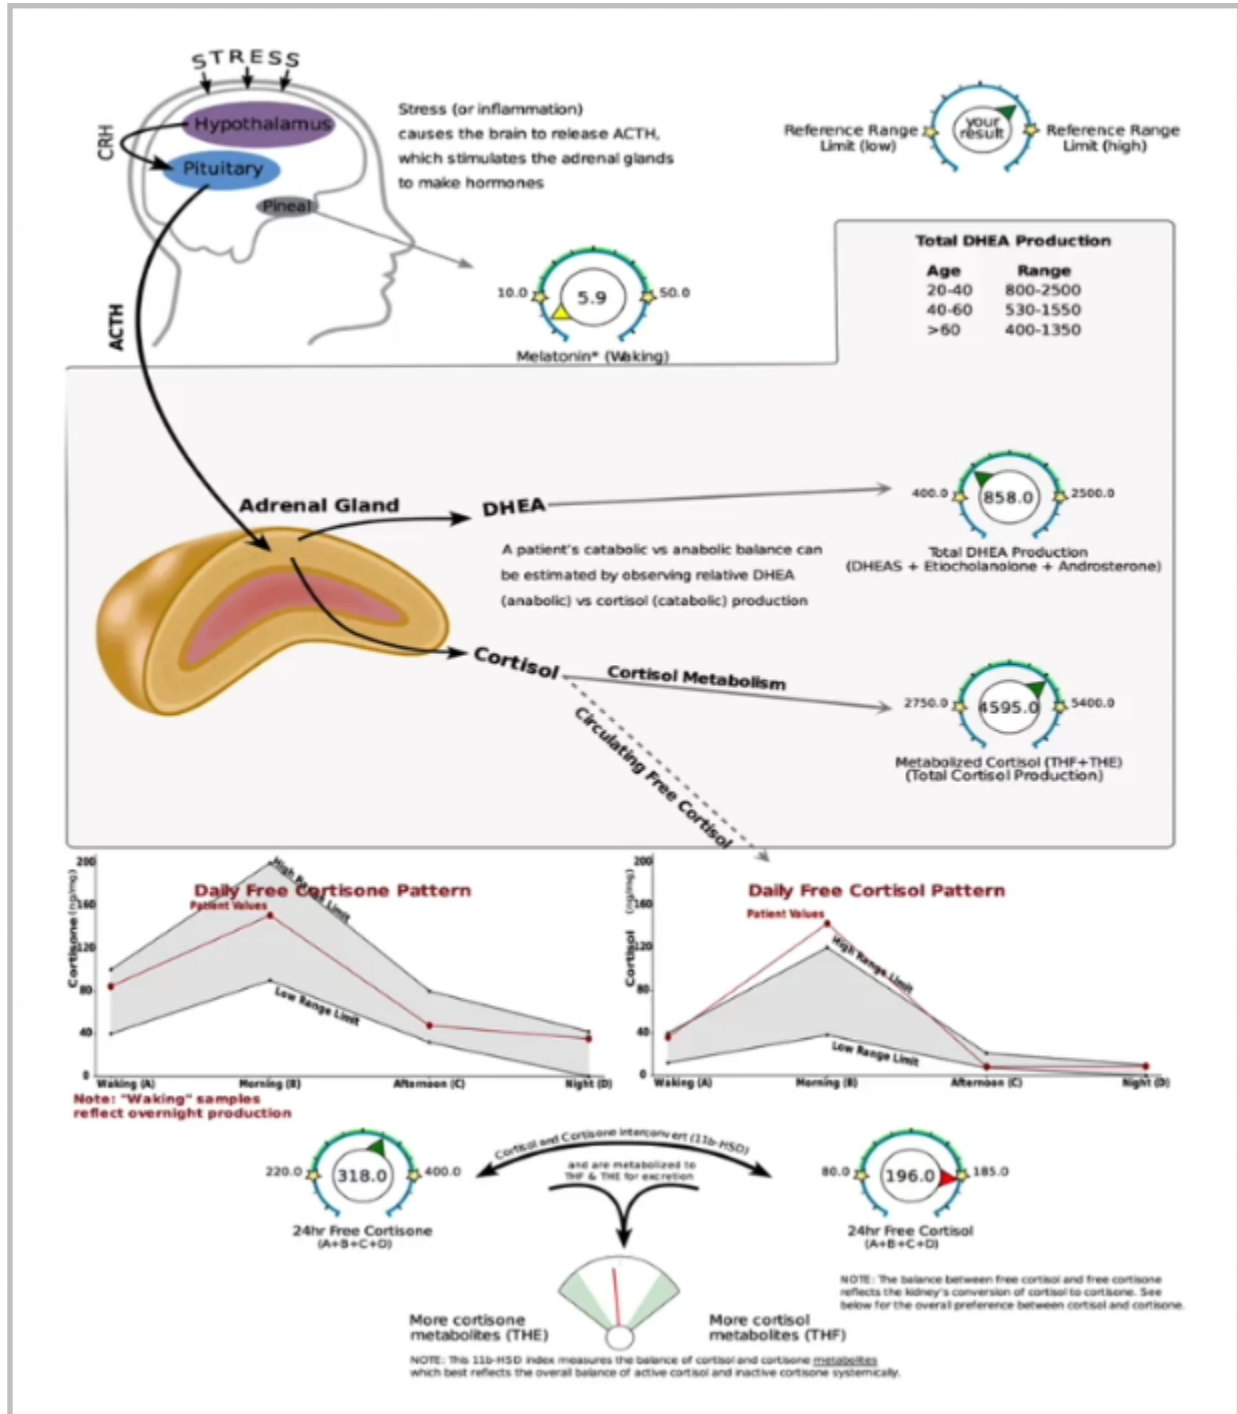 STRESS
Hypothalamus
CRH
Pituitary
Pineal
ACTH
Stress (or inflammation)
causes the brain to release ACTH,
which stimulates the adrenal glands
to make hormones
your
result
Reference Range
Limit (low)
Reference Range
Limit (high)
10.0
5.9
50.0
Melatonin* (Waking)
Total DHEA Production
Age Range
20-40 800-2500
40-60 530-1550
>60 400-1350
Adrenal Gland
DHEA
400.0
858.0
2500.0
Total DHEA Production
(DHEAS + Etiocholanolone + Androsterone)
A patient's catabolic vs anabolic balance can
be estimated by observing relative DHEA
(anabolic) vs cortisol (catabolic) production
Cortisol
Cortisol Metabolism
2750.0
4595.0
5400.0
Metabolized Cortisol (THF+THE)
(Total Cortisol Production)
Circulating Free Cortisol
Daily Free Cortisone Pattern
Cortisone (ng/mg)
200
160
120
80
40
0
High Range Limit
Patient Values
Low Range Limit
Waking (A) Morning (B) Afternoon (C) Night (D)
Note: "Waking" samples
reflect overnight production
Daily Free Cortisol Pattern
Cortisol (ng/mg)
200
160
120
80
40
0
Patient Values
High Range Limit
Low Range Limit
Waking (A) Morning (B) Afternoon (C) Night (D)
220.0
318.0
400.0
24hr Free Cortisone
(A+B+C+D)
Cortisol and Cortisone interconvert (11b-HSD)
and are metabolized to
THF & THE for excretion
80.0
196.0
185.0
24hr Free Cortisol
(A+B+C+D)
NOTE: The balance between free cortisol and free cortisone
reflects the kidney's conversion of cortisol to cortisone. See
below for the overall preference between cortisol and cortisone.
More cortisone
metabolites (THE)
More cortisol
metabolites (THF)
NOTE: This 11b-HSD index measures the balance of cortisol and cortisone metabolites
which best reflects the overall balance of active cortisol and inactive cortisone systemically.